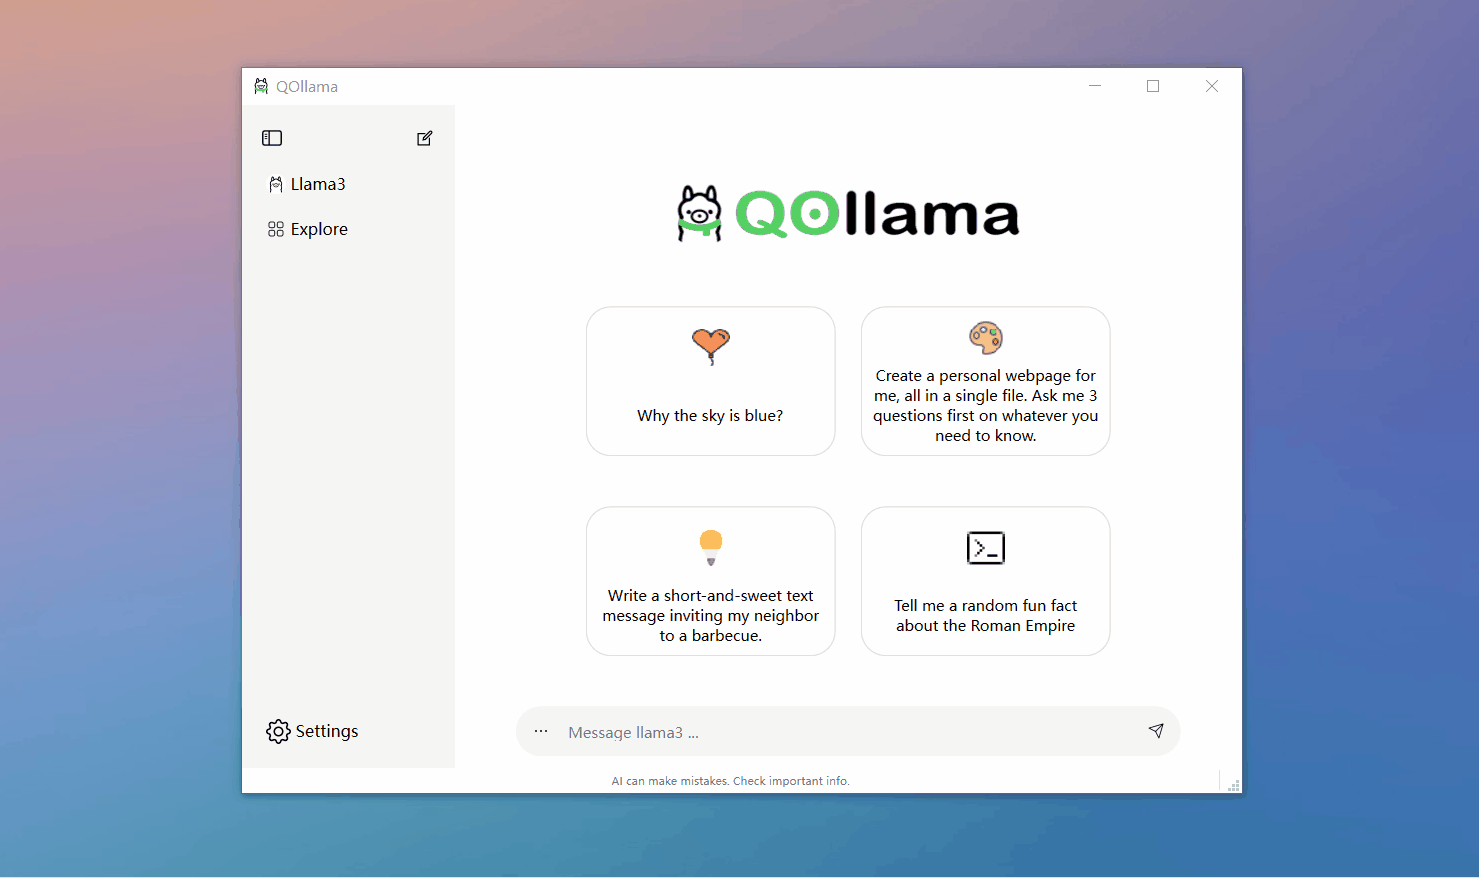 QOllama
Llama3
Explore
QOllama
Why the sky is blue?
Create a personal webpage for
me, all in a single file. Ask me 3
questions first on whatever you
need to know.
Write a short-and-sweet text
message inviting my neighbor
to a barbecue.
Tell me a random fun fact
about the Roman Empire
Settings
Message llama3 ...
AI can make mistakes. Check important info.